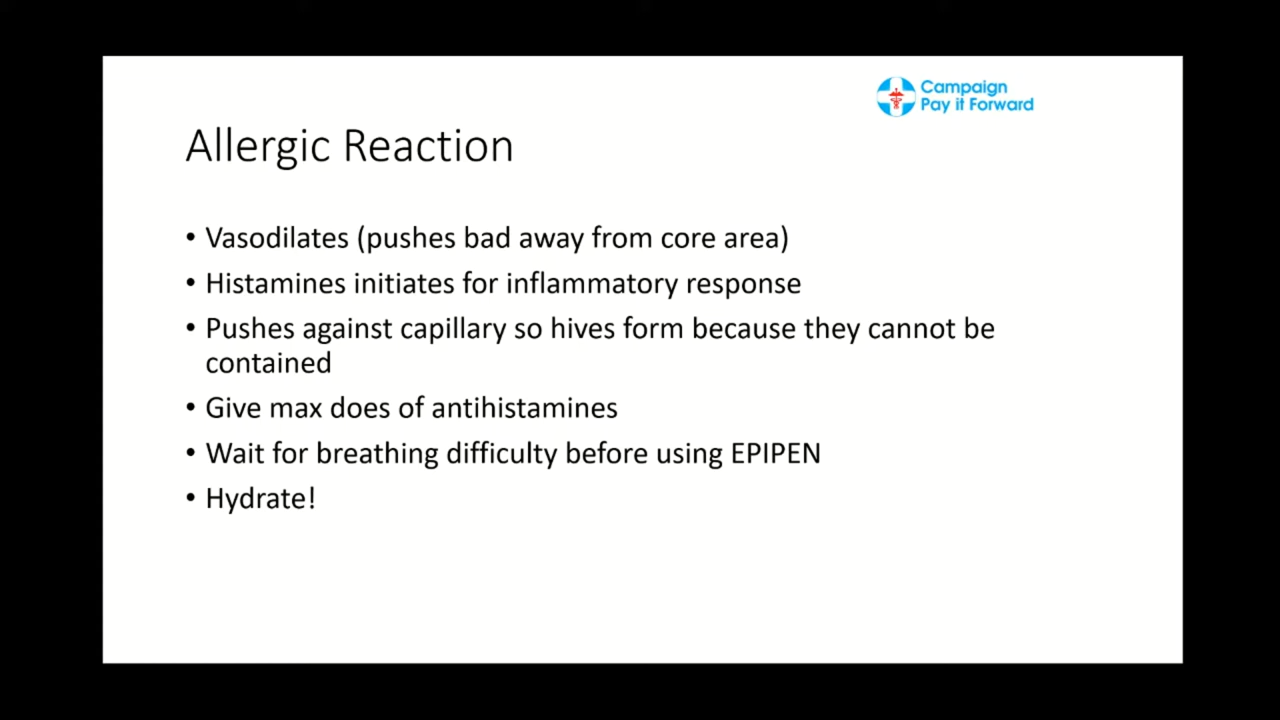 Campaign
Pay it Forward
Allergic Reaction
• Vasodilates (pushes bad away from core area)
• Histamines initiates for inflammatory response
• Pushes against capillary so hives form because they cannot be
contained
• Give max does of antihistamines
• Wait for breathing difficulty before using EPIPEN
• Hydrate!